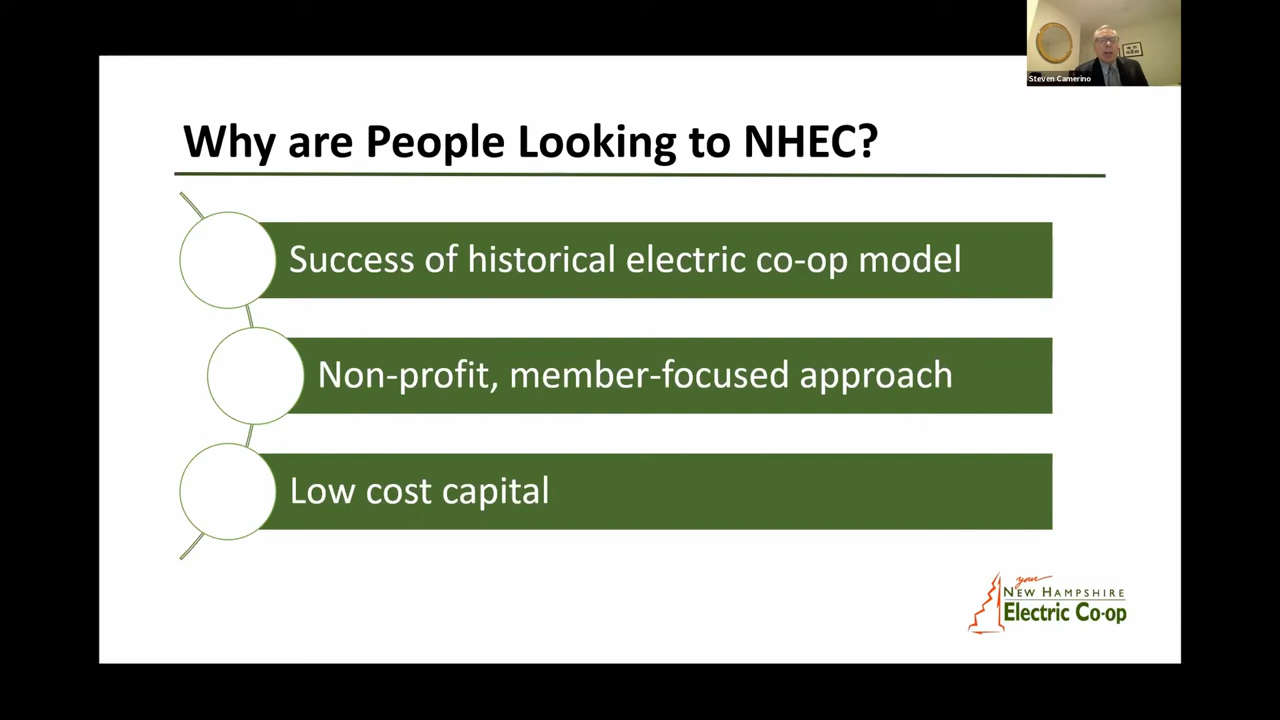 Steven Camerino
Why are People Looking to NHEC?
Success of historical electric co-op model
Non-profit, member-focused approach
Low cost capital
your
NEW HAMPSHIRE
Electric Co·op